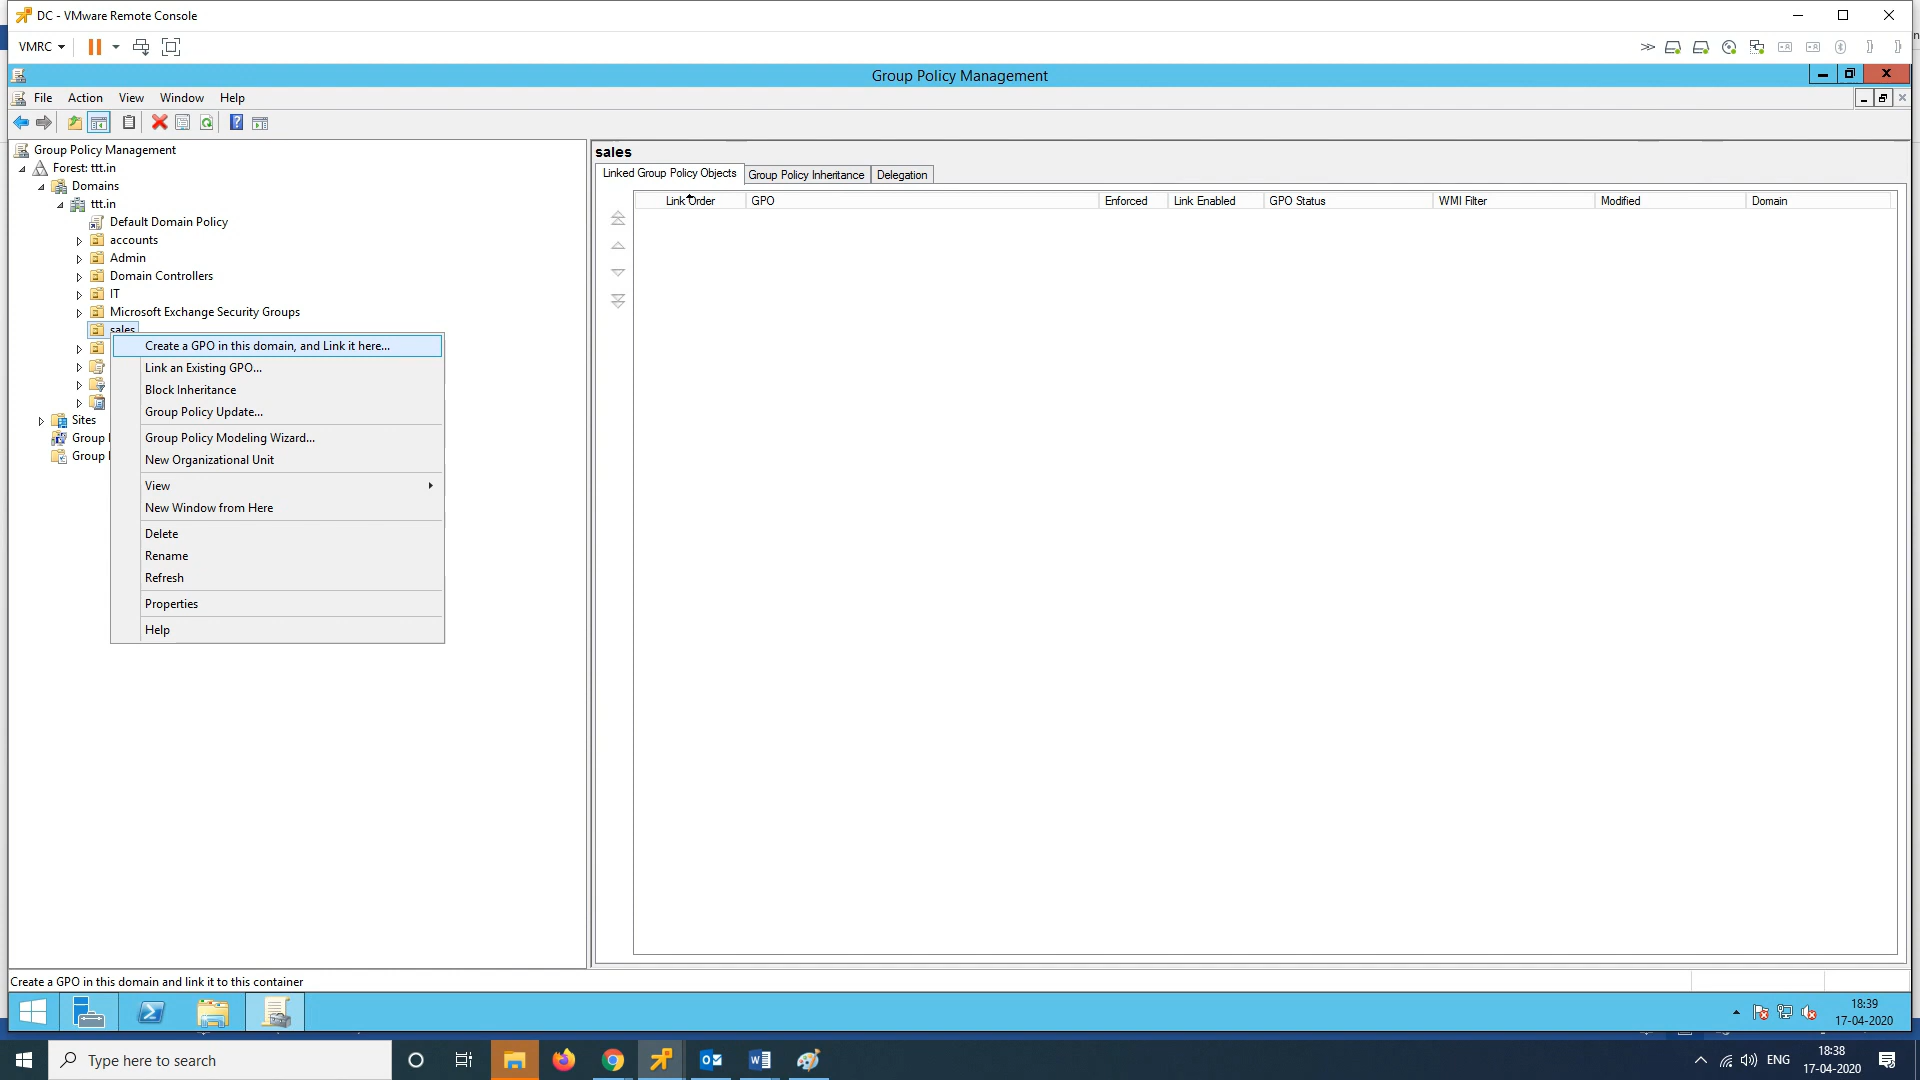 DC - VMware Remote Console
VMRC
Group Policy Management
File Action View Window Help
Group Policy Management
Forest: ttt.in
Domains
ttt.in
Default Domain Policy
accounts
Admin
Domain Controllers
IT
Microsoft Exchange Security Groups
sales
Create a GPO in this domain, and Link it here...
Link an Existing GPO...
Block Inheritance
Group Policy Update...
Sites
Group
Group Policy Modeling Wizard...
Group
New Organizational Unit
View
New Window from Here
Delete
Rename
Refresh
Properties
Help
sales
Linked Group Policy Objects Group Policy Inheritance Delegation
Link Order GPO Enforced Link Enabled GPO Status WMI Filter Modified Domain
Create a GPO in this domain and link it to this container
18:39
17-04-2020
Type here to search
ENG
18:38
17-04-2020